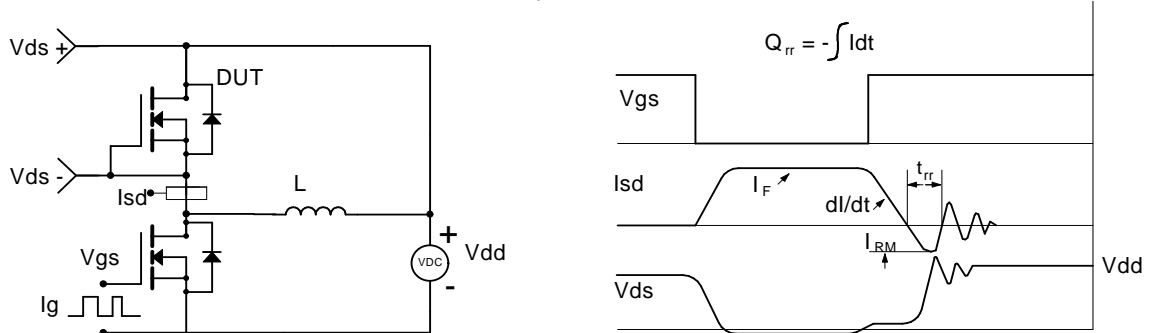 Vds +
DUT
Vds -
Isd
L
Vgs
Ig
+
VDC
-
Vdd
Q rr = - ∫ Idt
Vgs
Isd
I F
dI/dt
t rr
I RM
Vds
Vdd